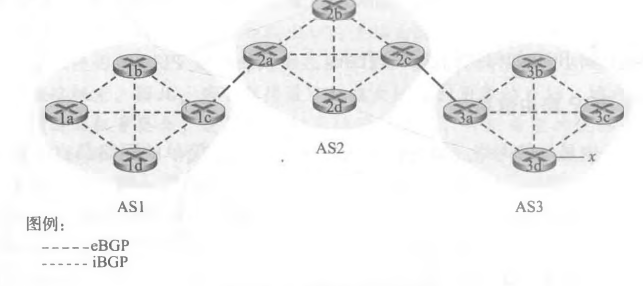 2b
2a
2c
2d
1b
1a
1c
1d
3b
3a
3c
3d
x
AS2
AS1
AS3
图例：
eBGP
iBGP